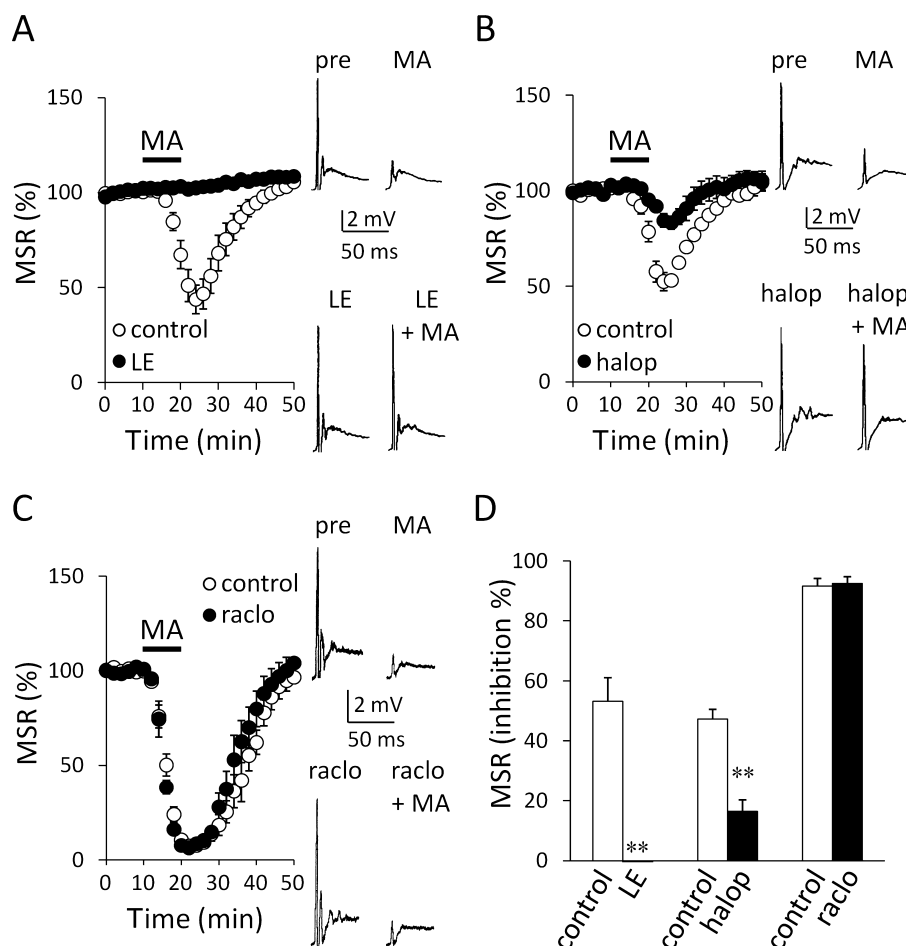 A
pre MA
150
MA
100
MSR (%)
2 mV
50 ms
50
control
LE
0
0 10 20 30 40 50
Time (min)
LE
LE
+ MA
B
pre MA
150
MA
100
MSR (%)
2 mV
50 ms
50
control
halop
0
0 10 20 30 40 50
Time (min)
halop
halop
+ MA
C
pre MA
150
control
raclo
MA
100
MSR (%)
2 mV
50 ms
50
0
0 10 20 30 40 50
Time (min)
raclo
raclo
+ MA
D
100
80
60
40
20
0
MSR (inhibition %)
**
**
control
LE
control
halop
control
raclo